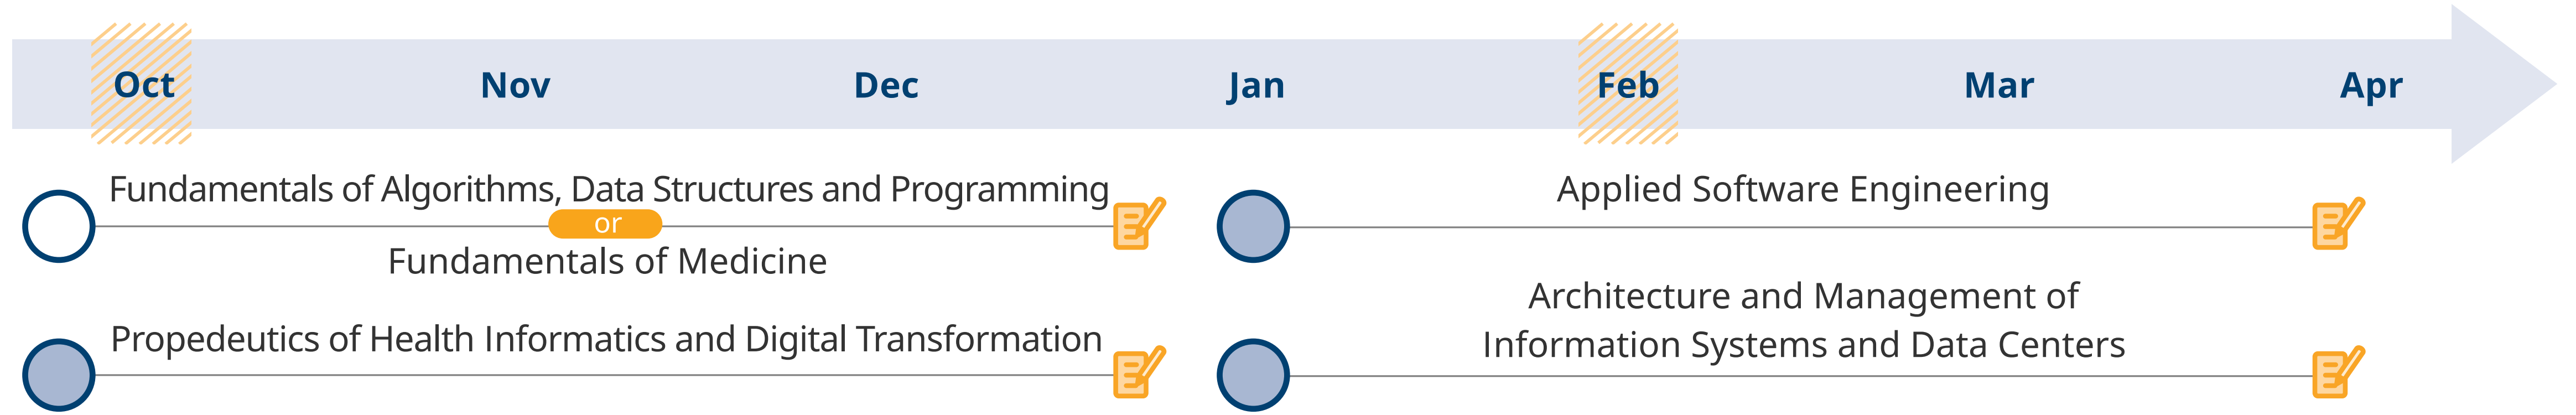 Oct Nov Dec Jan Feb Mar Apr
Fundamentals of Algorithms, Data Structures and Programming
or
Fundamentals of Medicine
Propedeutics of Health Informatics and Digital Transformation
Applied Software Engineering
Architecture and Management of
Information Systems and Data Centers